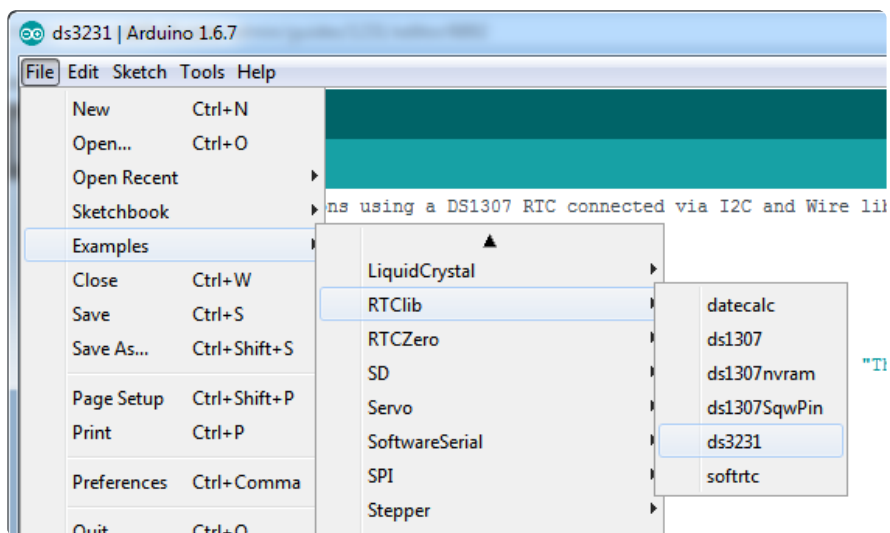 ds3231 | Arduino 1.6.7
File Edit Sketch Tools Help
New Ctrl+N
Open... Ctrl+O
Open Recent
Sketchbook
Examples
Close Ctrl+W
Save Ctrl+S
Save As... Ctrl+Shift+S
Page Setup Ctrl+Shift+P
Print Ctrl+P
Preferences Ctrl+Comma
Quit Ctrl+Q
ns using a DS1307 RTC connected via I2C and Wire lib
LiquidCrystal
RTClib
RTCZero
SD
Servo
SoftwareSerial
SPI
Stepper
datecalc
ds1307
ds1307nvram
ds1307SqwPin
ds3231
softrtc
"Th